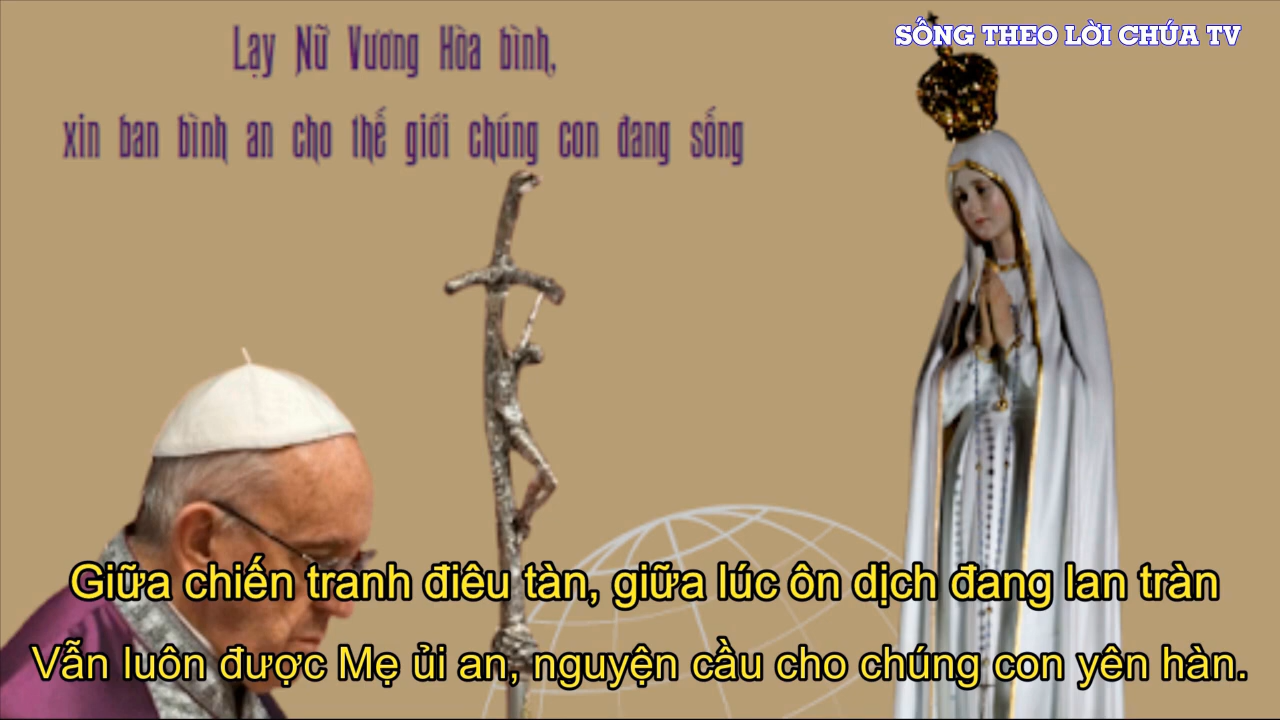 SỐNG THEO LỜI CHÚA TV
Lạy Nữ Vương Hòa bình,
xin ban bình an cho thế giới chúng con đang sống
Giữa chiến tranh điêu tàn, giữa lúc ôn dịch đang lan tràn
Vẫn luôn được Mẹ ủi an, nguyện cầu cho chúng con yên hàn.